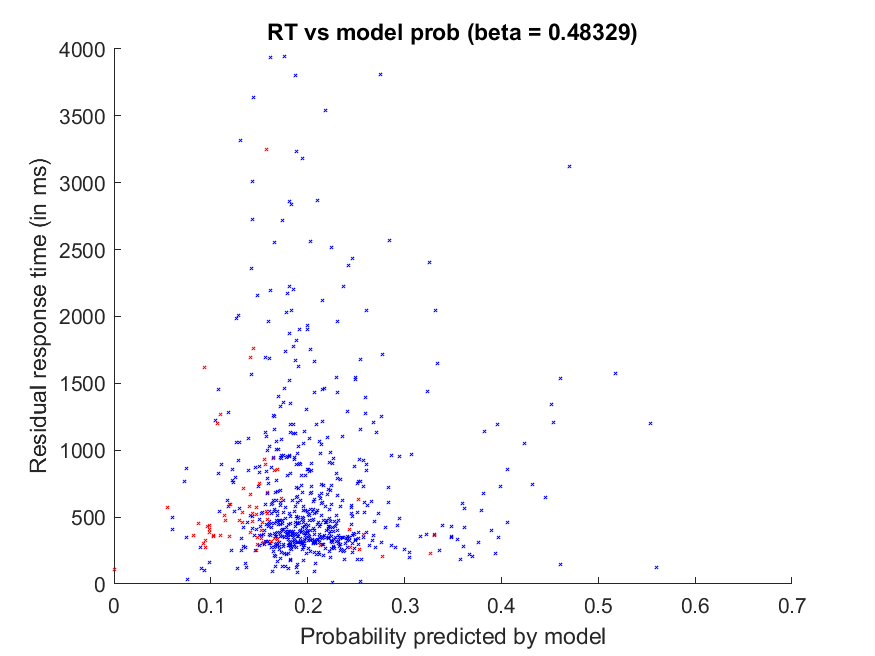 RT vs model prob (beta = 0.48329)
4000
3500
3000
2500
2000
1500
1000
500
0
Residual response time (in ms)
0 0.1 0.2 0.3 0.4 0.5 0.6 0.7
Probability predicted by model